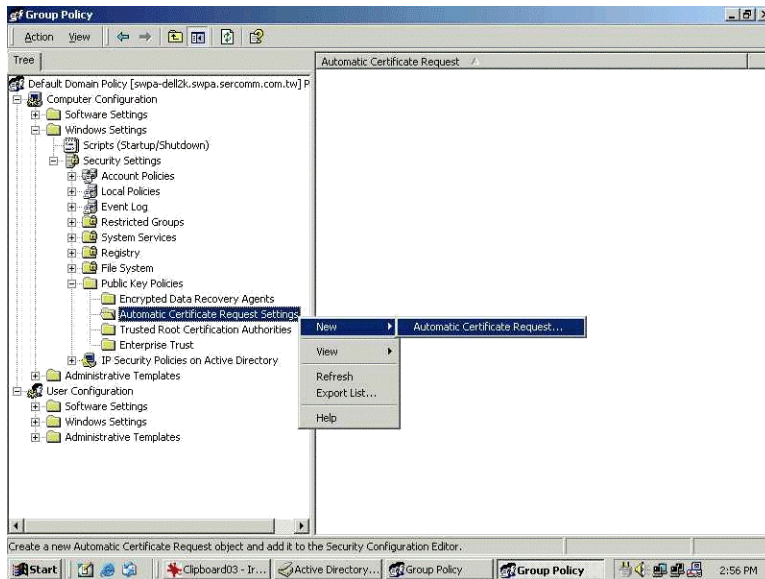 Group Policy
Action View
Tree
Automatic Certificate Request
Default Domain Policy [swpa-dell2k.swpa.sercomm.com.tw] P
Computer Configuration
Software Settings
Windows Settings
Scripts (Startup/Shutdown)
Security Settings
Account Policies
Local Policies
Event Log
Restricted Groups
System Services
Registry
File System
Public Key Policies
Encrypted Data Recovery Agents
Automatic Certificate Request Settings
Trusted Root Certification Authorities
Enterprise Trust
IP Security Policies on Active Directory
Administrative Templates
User Configuration
Software Settings
Windows Settings
Administrative Templates
New
Automatic Certificate Request...
View
Refresh
Export List...
Help
Create a new Automatic Certificate Request object and add it to the Security Configuration Editor.
Start
Clipboard03 - Ir...
Active Directory...
Group Policy
Group Policy
2:56 PM